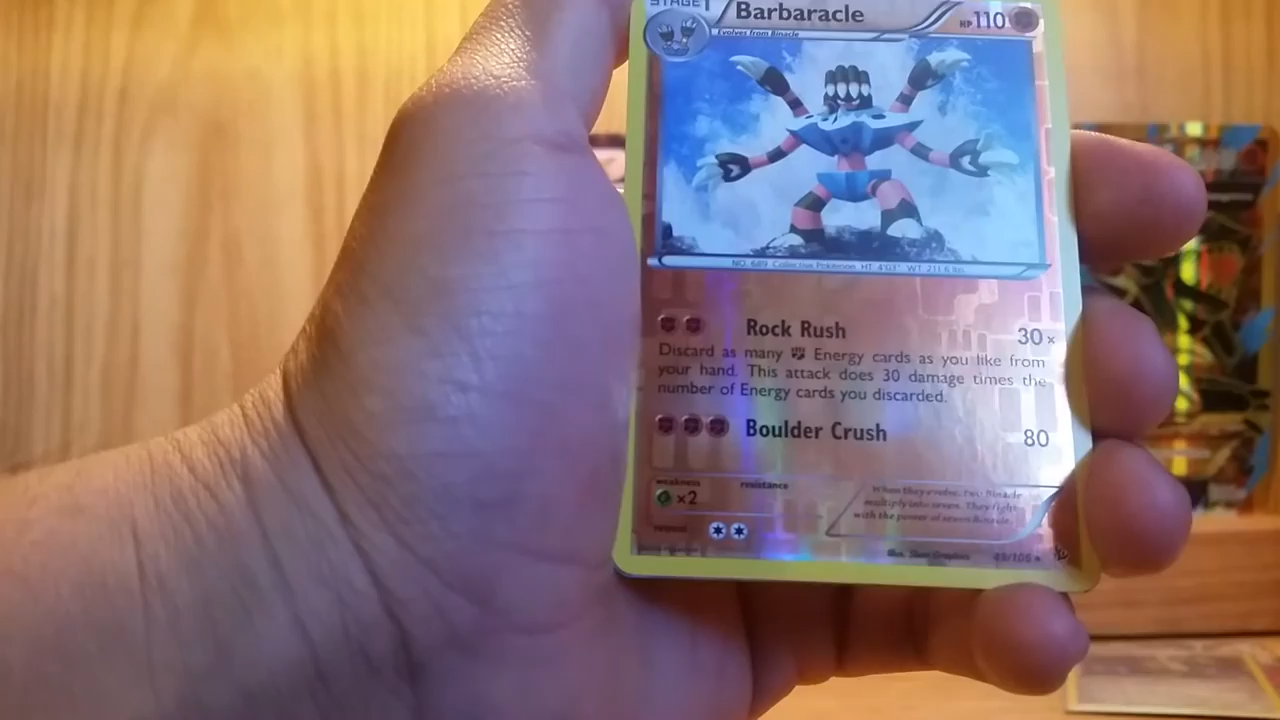 STAGE 1 Barbaracle HP 110
Evolves from Binacle
NO. 689 Collective Pokémon HT 4'03" WT 211.6 lbs.
Rock Rush 30×
Discard as many Energy cards as you like from
your hand. This attack does 30 damage times the
number of Energy cards you discarded.
Boulder Crush 80
weakness resistance
×2
When they evolve, two Binacle
multiply into seven. They fight
with the power of seven Binacle.
retreat
Illus.
/106